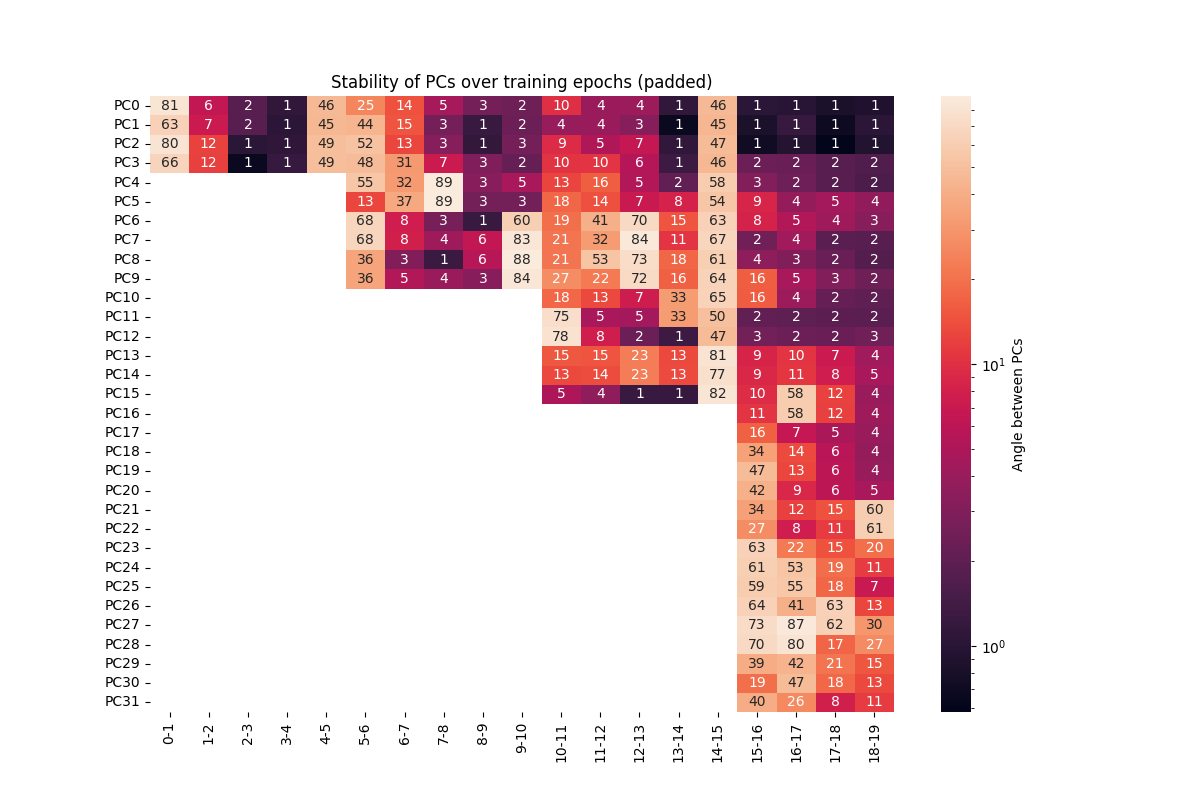 Stability of PCs over training epochs (padded)
PC0 81 6 2 1 46 25 14 5 3 2 10 4 4 1 46 1 1 1 1
PC1 63 7 2 1 45 44 15 3 1 2 4 4 3 1 45 1 1 1 1
PC2 80 12 1 1 49 52 13 3 1 3 9 5 7 1 47 1 1 1 1
PC3 66 12 1 1 49 48 31 7 3 2 10 10 6 1 46 2 2 2 2
PC4 55 32 89 3 5 13 16 5 2 58 3 2 2 2
PC5 13 37 89 3 3 18 14 7 8 54 9 4 5 4
PC6 68 8 3 1 60 19 41 70 15 63 8 5 4 3
PC7 68 8 4 6 83 21 32 84 11 67 2 4 2 2
PC8 36 3 1 6 88 21 53 73 18 61 4 3 2 2
PC9 36 5 4 3 84 27 22 72 16 64 16 5 3 2
PC10 18 13 7 33 65 16 4 2 2
PC11 75 5 5 33 50 2 2 2 2
PC12 78 8 2 1 47 3 2 2 3
PC13 15 15 23 13 81 9 10 7 4
PC14 13 14 23 13 77 9 11 8 5
PC15 5 4 1 1 82 10 58 12 4
PC16 11 58 12 4
PC17 16 7 5 4
PC18 34 14 6 4
PC19 47 13 6 4
PC20 42 9 6 5
PC21 34 12 15 60
PC22 27 8 11 61
PC23 63 22 15 20
PC24 61 53 19 11
PC25 59 55 18 7
PC26 64 41 63 13
PC27 73 87 62 30
PC28 70 80 17 27
PC29 39 42 21 15
PC30 19 47 18 13
PC31 40 26 8 11
0-1 1-2 2-3 3-4 4-5 5-6 6-7 7-8 8-9 9-10 10-11 11-12 12-13 13-14 14-15 15-16 16-17 17-18 18-19
10¹
10⁰
Angle between PCs